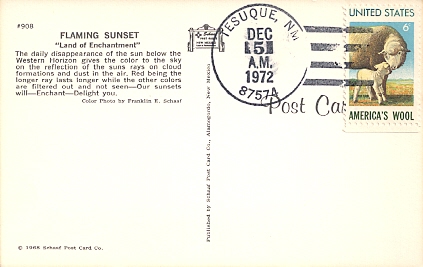 #908
FLAMING SUNSET
"Land of Enchantment"
The daily disappearance of the sun below the
Western Horizon gives the color to the sky
on the reflection of the suns rays on cloud
formations and dust in the air. Red being the
longer ray lasts longer while the other colors
are filtered out and not seen—Our sunsets
will—Enchant—Delight you.
Color Photo by Franklin E. Schaaf
© 1968 Schaaf Post Card Co.
Published by Schaaf Post Card Co., Alamogordo, New Mexico
TESUQUE, NM
DEC
5
A.M.
1972
87574
Post Car
UNITED STATES
6
AMERICA'S WOOL